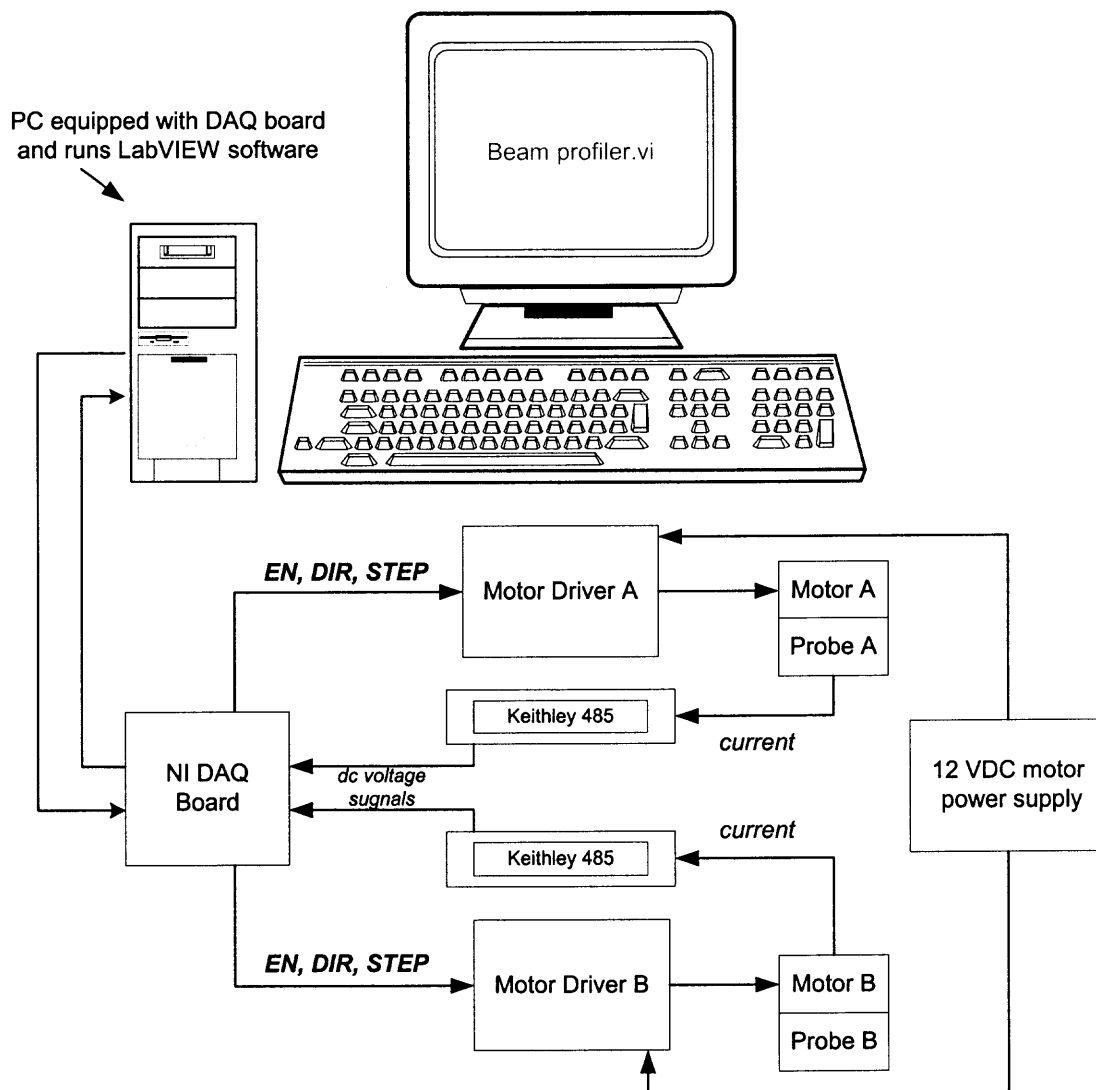 PC equipped with DAQ board
and runs LabVIEW software
Beam profiler.vi
EN, DIR, STEP
Motor Driver A
Motor A
Probe A
Keithley 485
current
NI DAQ
Board
dc voltage
sugnals
12 VDC motor
power supply
Keithley 485
current
EN, DIR, STEP
Motor Driver B
Motor B
Probe B